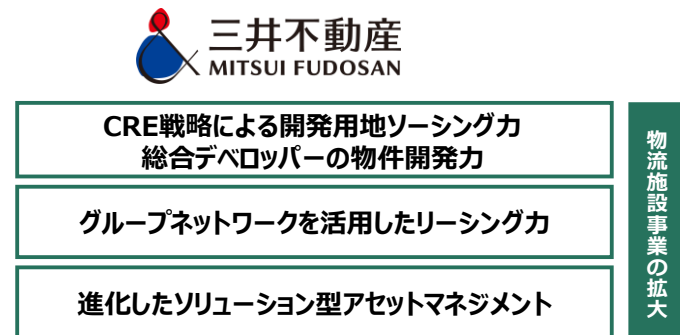 三井不動産
MITSUI FUDOSAN
CRE戦略による開発用地ソーシング力
総合デベロッパーの物件開発力
グループネットワークを活用したリーシング力
進化したソリューション型アセットマネジメント
物流施設事業の拡大